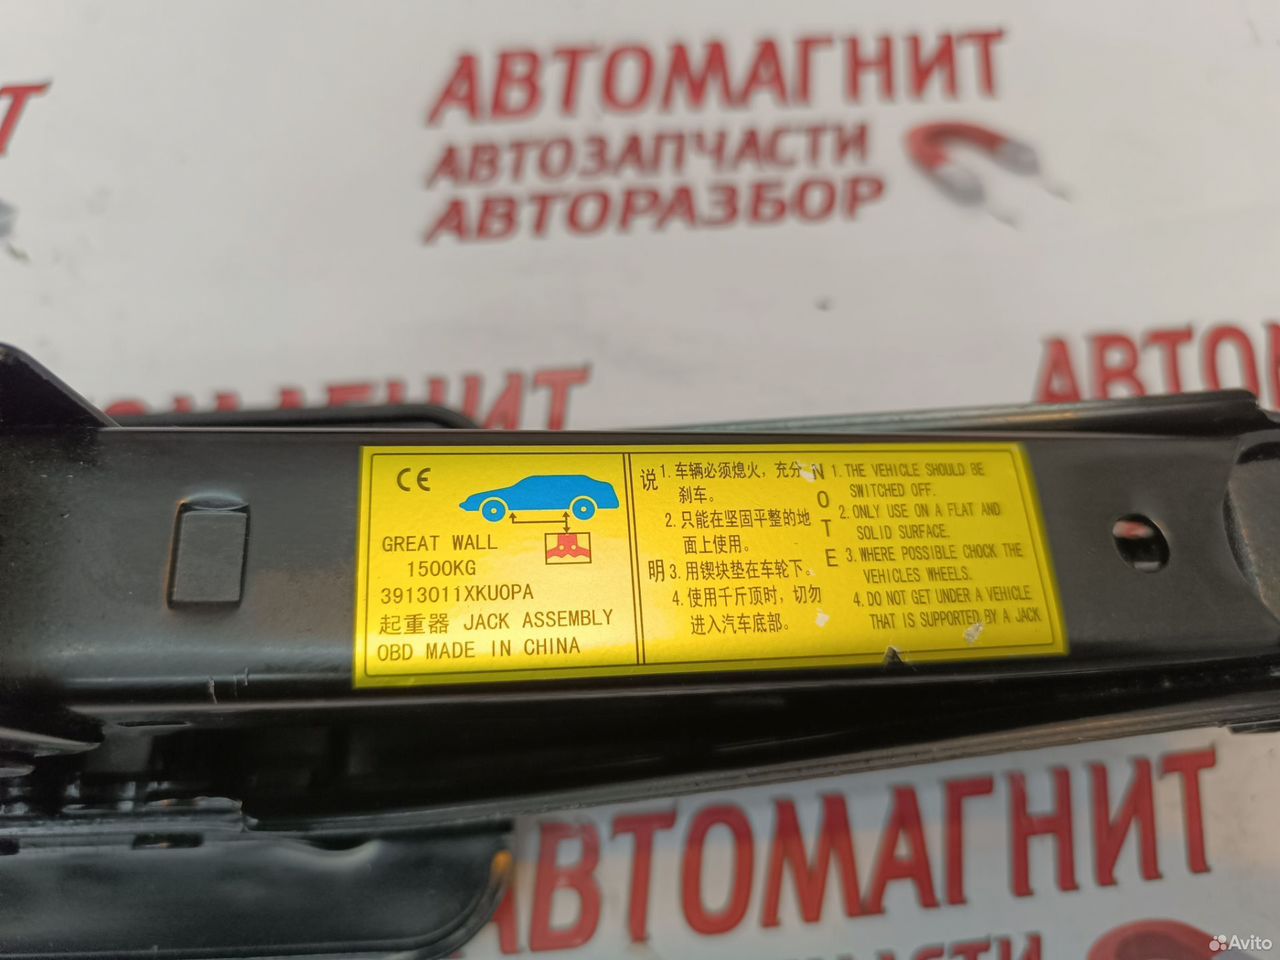 АВТОМАГНИТ
АВТОЗАПЧАСТИ
АВТОРАЗБОР
CE
GREAT WALL
1500KG
3913011XKU0PA
起重器 JACK ASSEMBLY
OBD MADE IN CHINA
说明
1. 车辆必须熄火，充分
刹车。
2. 只能在坚固平整的地
面上使用。
3. 用锲块垫在车轮下。
4. 使用千斤顶时，切勿
进入汽车底部。
NOTE
1. THE VEHICLE SHOULD BE
SWITCHED OFF.
2. ONLY USE ON A FLAT AND
SOLID SURFACE.
3. WHERE POSSIBLE CHOCK THE
VEHICLES WHEELS.
4. DO NOT GET UNDER A VEHICLE
THAT IS SUPPORTED BY A JACK
АВТОМАГНИТ
Avito